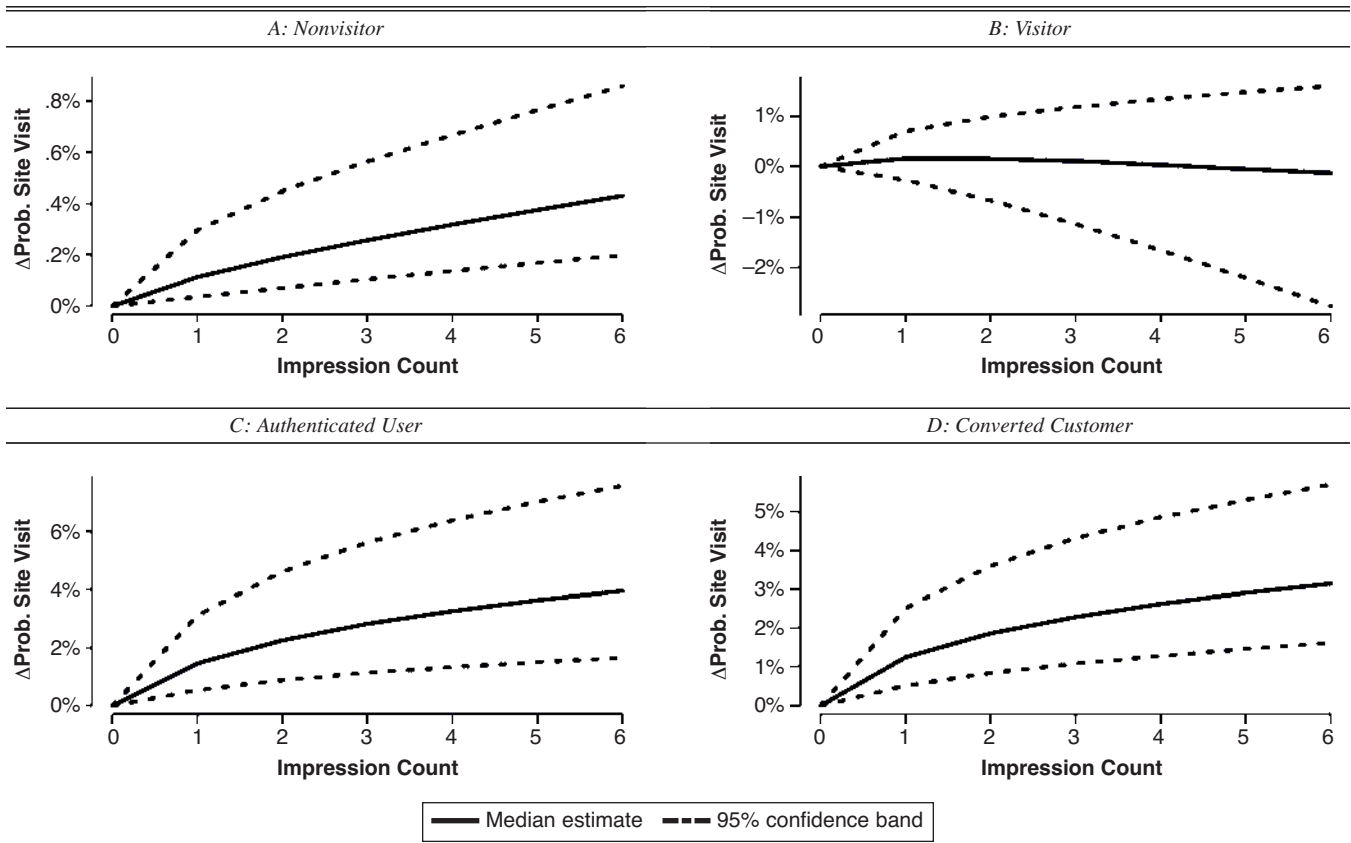 A: Nonvisitor
ΔProb. Site Visit
.8%
.6%
.4%
.2%
0%
0 1 2 3 4 5 6
Impression Count
B: Visitor
ΔProb. Site Visit
1%
0%
−1%
−2%
0 1 2 3 4 5 6
Impression Count
C: Authenticated User
ΔProb. Site Visit
6%
4%
2%
0%
0 1 2 3 4 5 6
Impression Count
D: Converted Customer
ΔProb. Site Visit
5%
4%
3%
2%
1%
0%
0 1 2 3 4 5 6
Impression Count
Median estimate 95% confidence band